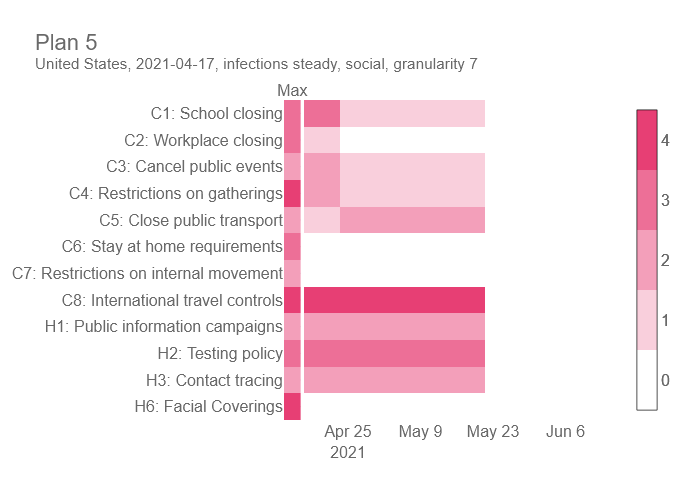 Plan 5
United States, 2021-04-17, infections steady, social, granularity 7
Max
C1: School closing
C2: Workplace closing
C3: Cancel public events
C4: Restrictions on gatherings
C5: Close public transport
C6: Stay at home requirements
C7: Restrictions on internal movement
C8: International travel controls
H1: Public information campaigns
H2: Testing policy
H3: Contact tracing
H6: Facial Coverings
Apr 25 May 9 May 23 Jun 6
2021
4
3
2
1
0